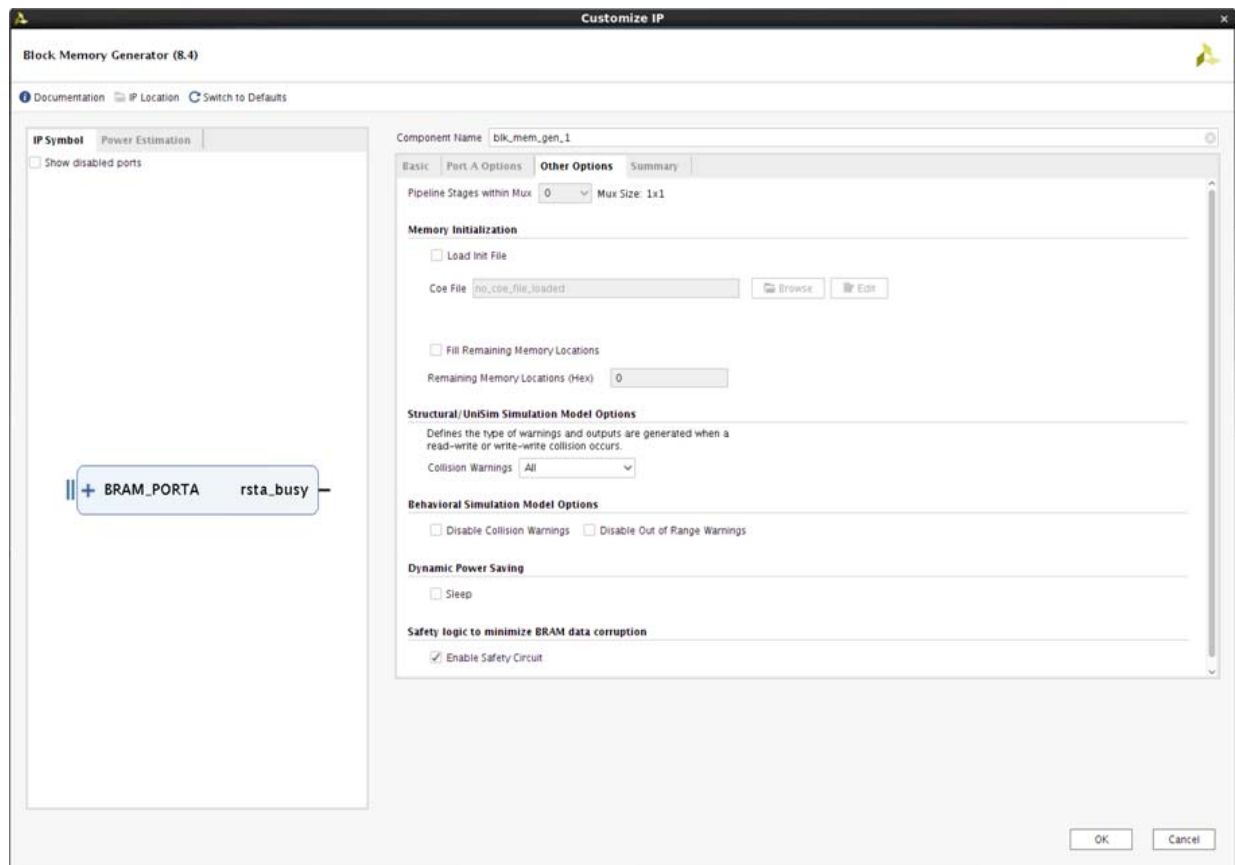 Customize IP
Block Memory Generator (8.4)
Documentation IP Location Switch to Defaults
IP Symbol Power Estimation
Show disabled ports
BRAM_PORTA rsta_busy
Component Name blk_mem_gen_1
Basic Port A Options Other Options Summary
Pipeline Stages within Mux 0 Mux Size: 1x1
Memory Initialization
Load Init File
Coe File no_coe_file_loaded Browse Edit
Fill Remaining Memory Locations
Remaining Memory Locations (Hex) 0
Structural/UniSim Simulation Model Options
Defines the type of warnings and outputs are generated when a
read-write or write-write collision occurs.
Collision Warnings All
Behavioral Simulation Model Options
Disable Collision Warnings Disable Out of Range Warnings
Dynamic Power Saving
Sleep
Safety logic to minimize BRAM data corruption
Enable Safety Circuit
OK Cancel